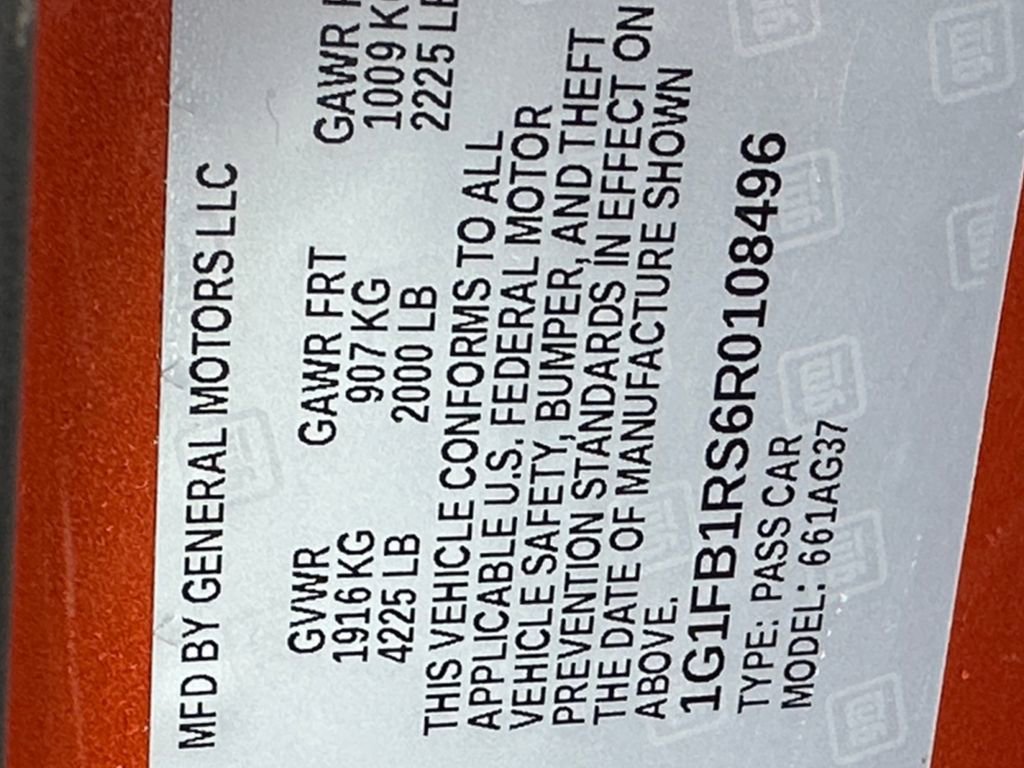 MFD BY GENERAL MOTORS LLC
GVWR GAWR FRT GAWR
1916 KG 907 KG 1009
4225 LB 2000 LB 2225
THIS VEHICLE CONFORMS TO ALL
APPLICABLE U.S. FEDERAL MOTOR
VEHICLE SAFETY, BUMPER, AND THEFT
PREVENTION STANDARDS IN EFFECT ON
THE DATE OF MANUFACTURE SHOWN
ABOVE.
1G1FB1RS6R0108496
TYPE: PASS CAR
MODEL: 661AG37